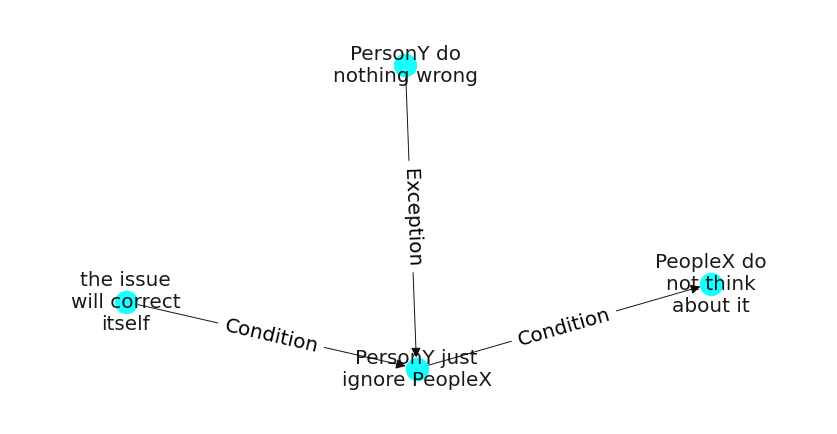 PersonY do
nothing wrong
Exception
PeopleX do
not think
about it
the issue
will correct
itself
Condition
Condition
PersonY just
ignore PeopleX